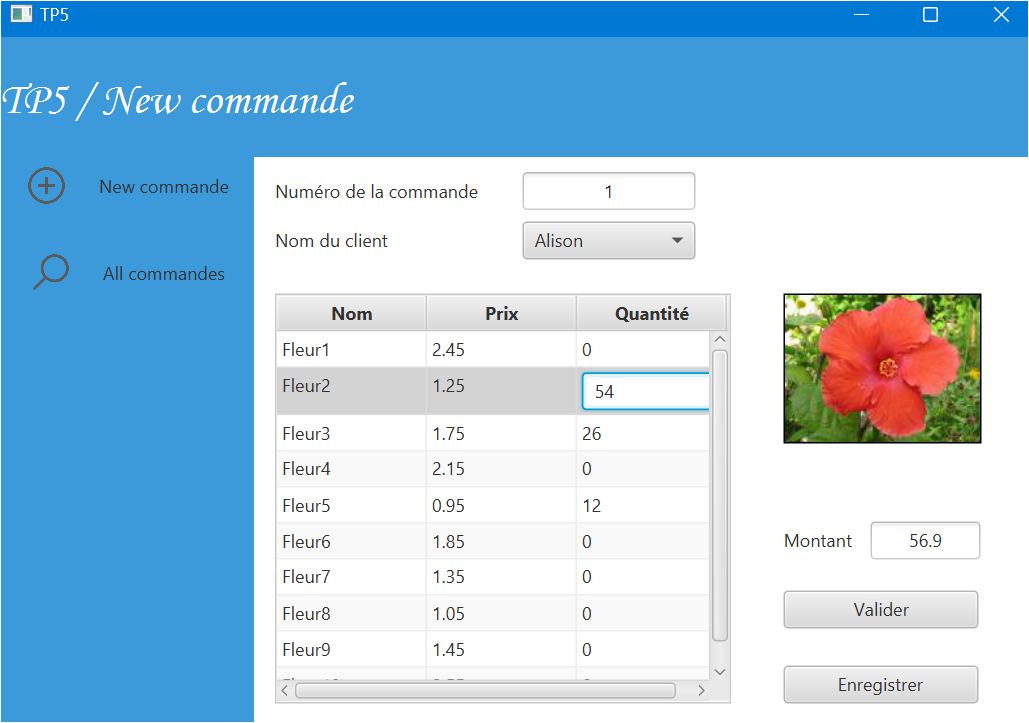 TP5
TP5 / New commande
New commande
All commandes
Numéro de la commande 1
Nom du client Alison
Nom Prix Quantité
Fleur1 2.45 0
Fleur2 1.25 54
Fleur3 1.75 26
Fleur4 2.15 0
Fleur5 0.95 12
Fleur6 1.85 0
Fleur7 1.35 0
Fleur8 1.05 0
Fleur9 1.45 0
Montant 56.9
Valider
Enregistrer